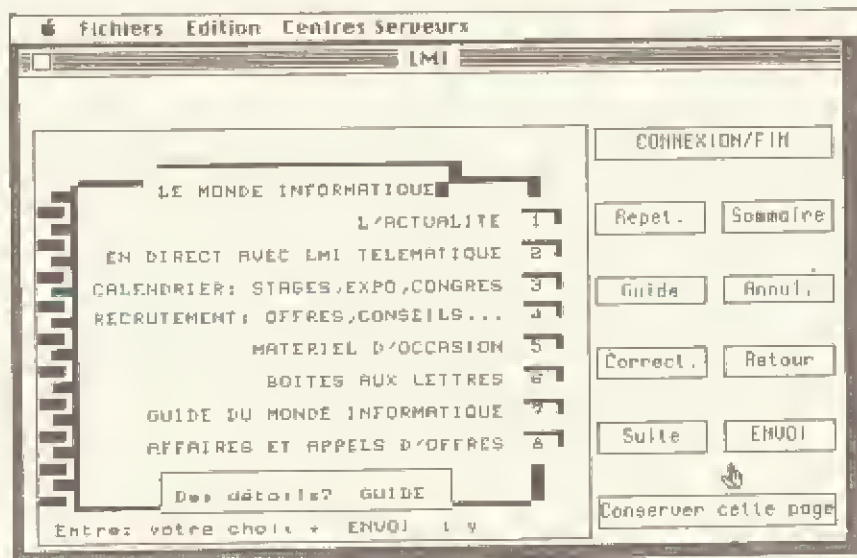 Fichiers Edition Centres Serveurs
LMI
LE MONDE INFORMATIQUE
L'ACTUALITE 1
EN DIRECT AVEC LMI TELEMATIQUE 2
CALENDRIER: STAGES,EXPO,CONGRES 3
RECRUTEMENT: OFFRES,CONSEILS... 4
MATERIEL D'OCCASION 5
BOITES AUX LETTRES 6
GUIDE DU MONDE INFORMATIQUE 7
AFFAIRES ET APPELS D'OFFRES 8
Des détails? GUIDE
Entrez votre choix + ENVOI
CONNEXION/FIN
Repet. Sommaire
Guide Annul.
Correct. Retour
Suite ENVOI
Conserver cette page